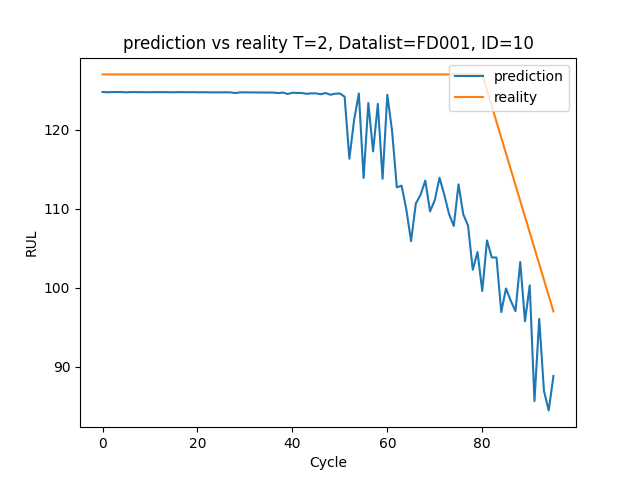 prediction vs reality T=2, Datalist=FD001, ID=10
prediction
reality
RUL
120
110
100
90
0 20 40 60 80
Cycle